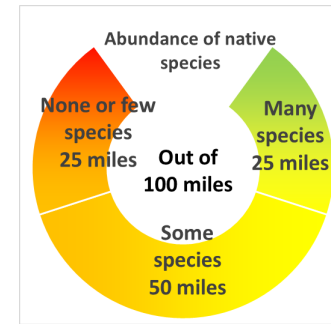 Abundance of native
species
None or few
species
25 miles
Many
species
25 miles
Out of
100 miles
Some
species
50 miles